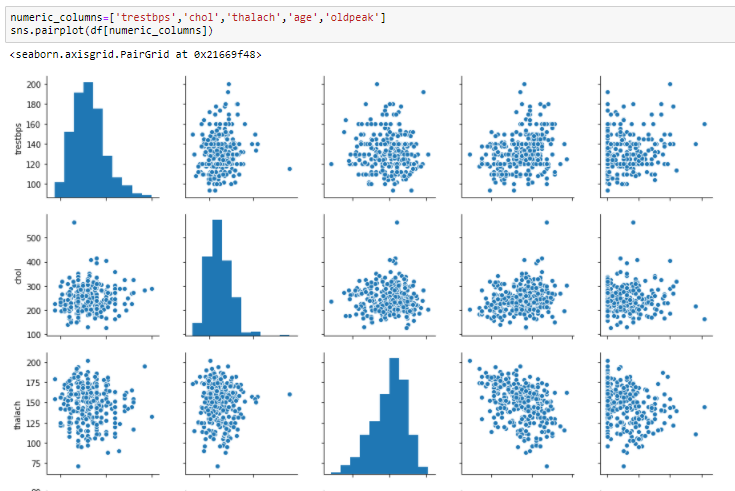 numeric_columns=['trestbps','chol','thalach','age','oldpeak']
sns.pairplot(df[numeric_columns])
<seaborn.axisgrid.PairGrid at 0x21669f48>
200
180
160
140
120
100
trestbps
500
400
300
200
100
chol
200
175
150
125
100
75
thalach